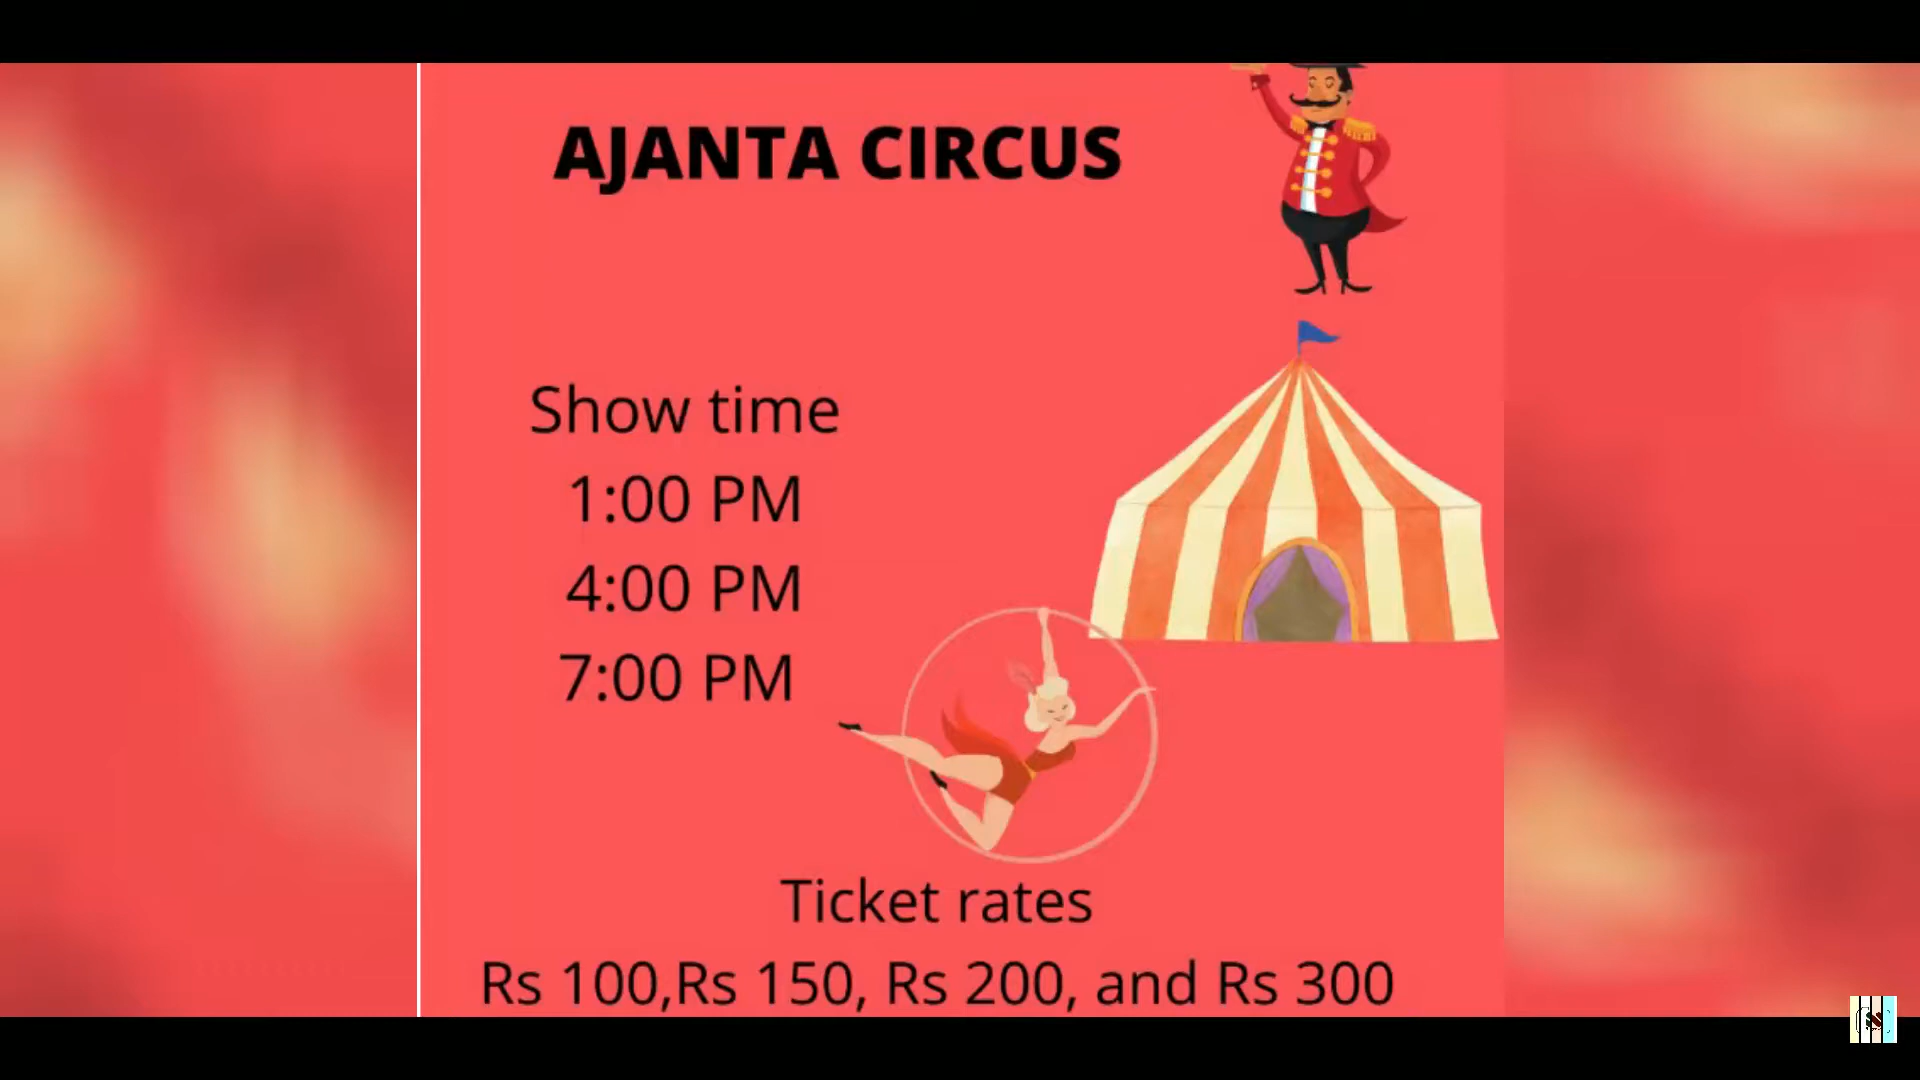 AJANTA CIRCUS
Show time
1:00 PM
4:00 PM
7:00 PM
Ticket rates
Rs 100,Rs 150, Rs 200, and Rs 300